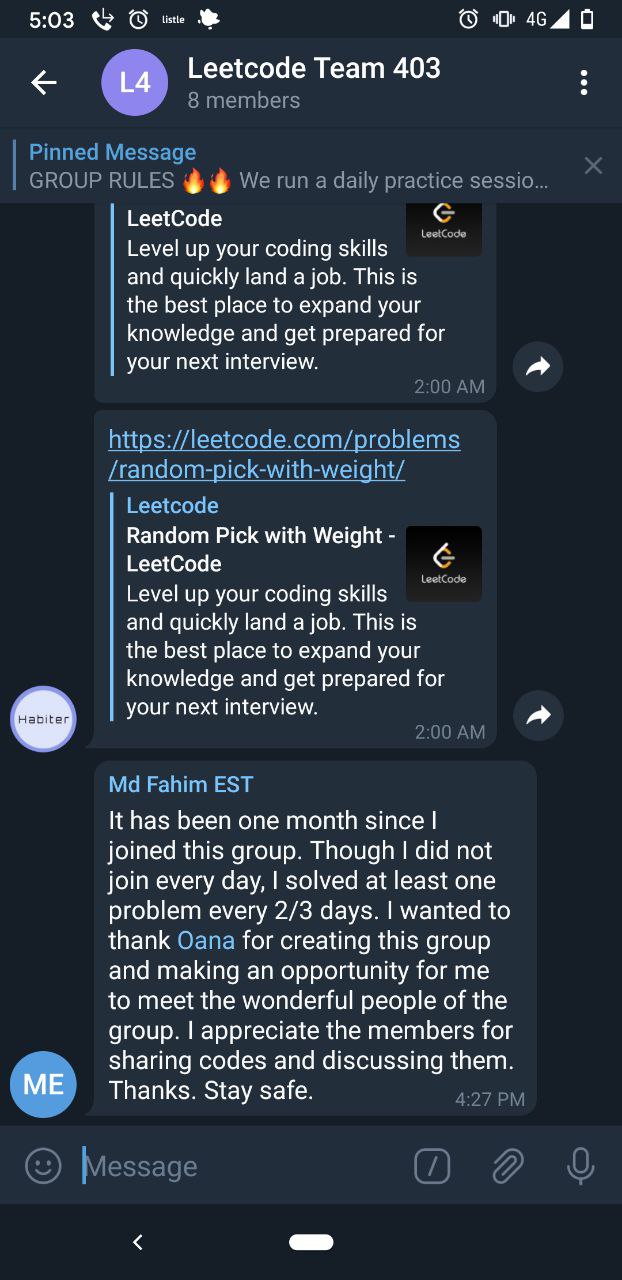 5:03 listle 4G
L4
Leetcode Team 403
8 members
Pinned Message
GROUP RULES 🔥🔥 We run a daily practice sessio...
LeetCode
Level up your coding skills
and quickly land a job. This is
the best place to expand your
knowledge and get prepared for
your next interview.
LeetCode
2:00 AM
https://leetcode.com/problems
/random-pick-with-weight/
Leetcode
Random Pick with Weight -
LeetCode
Level up your coding skills
and quickly land a job. This is
the best place to expand your
knowledge and get prepared for
your next interview.
LeetCode
2:00 AM
Habiter
Md Fahim EST
It has been one month since I
joined this group. Though I did not
join every day, I solved at least one
problem every 2/3 days. I wanted to
thank Oana for creating this group
and making an opportunity for me
to meet the wonderful people of the
group. I appreciate the members for
sharing codes and discussing them.
Thanks. Stay safe.
4:27 PM
ME
Message